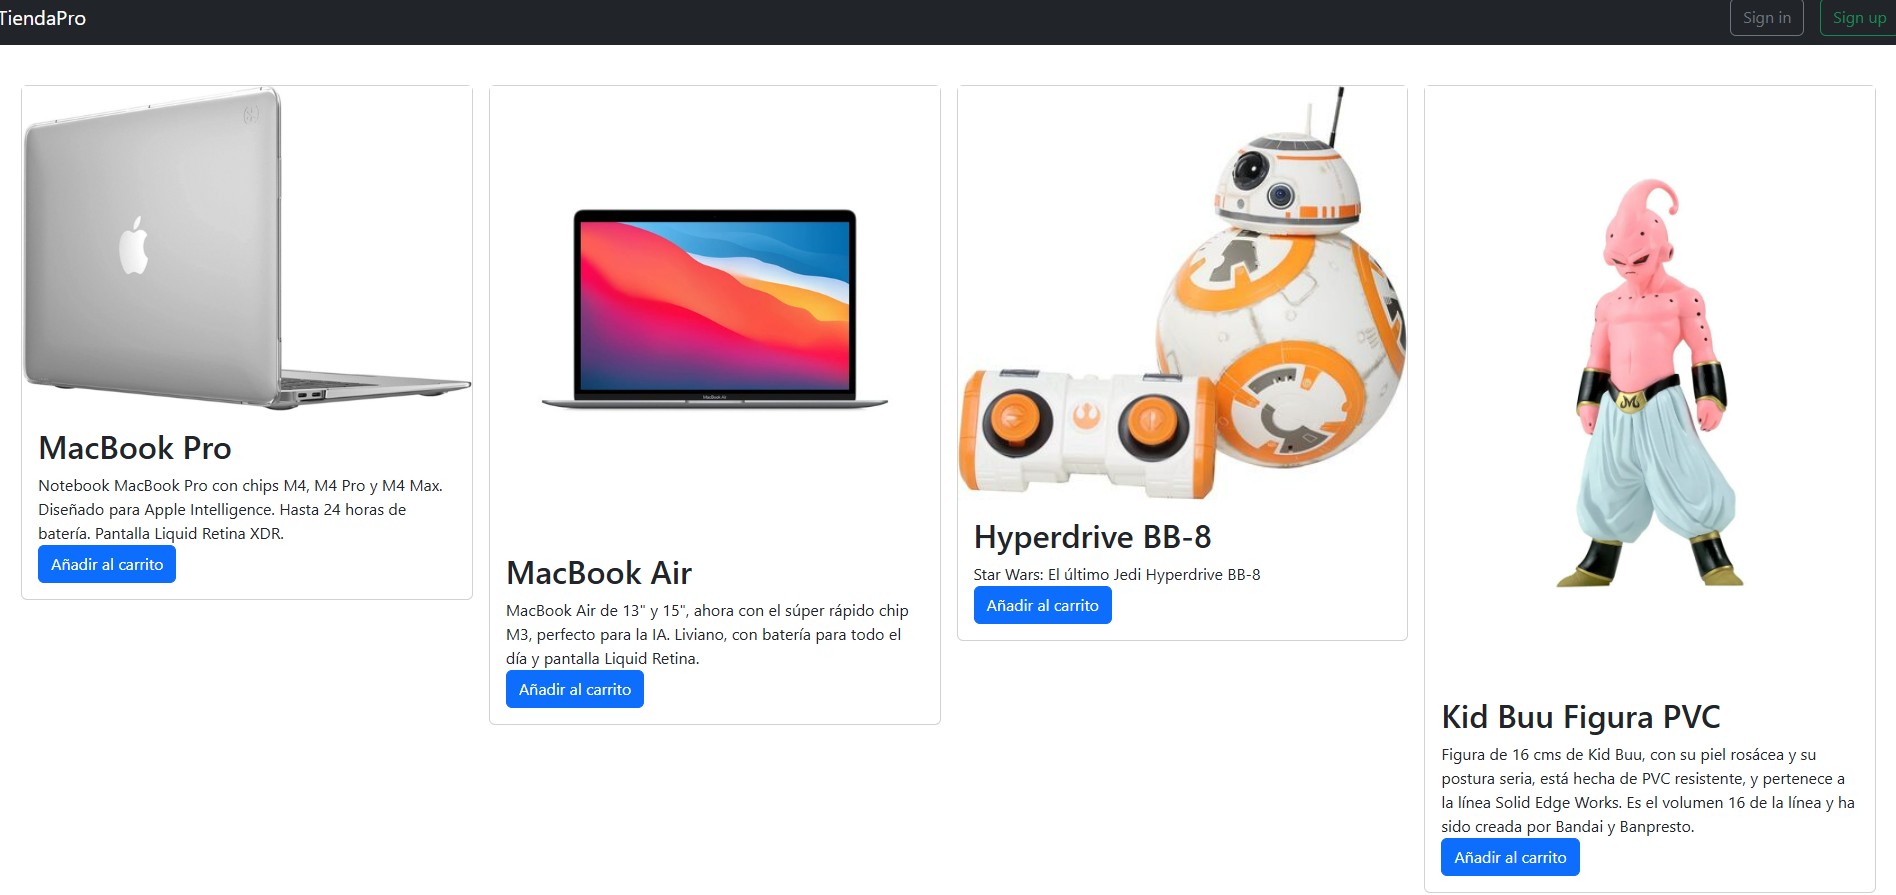 TiendaPro
Sign in
Sign up
MacBook Pro
Notebook MacBook Pro con chips M4, M4 Pro y M4 Max.
Diseñado para Apple Intelligence. Hasta 24 horas de
batería. Pantalla Liquid Retina XDR.
Añadir al carrito
MacBook Air
MacBook Air
MacBook Air de 13" y 15", ahora con el súper rápido chip
M3, perfecto para la IA. Liviano, con batería para todo el
día y pantalla Liquid Retina.
Añadir al carrito
Hyperdrive BB-8
Star Wars: El último Jedi Hyperdrive BB-8
Añadir al carrito
Kid Buu Figura PVC
Figura de 16 cms de Kid Buu, con su piel rosácea y su
postura seria, está hecha de PVC resistente, y pertenece a
la línea Solid Edge Works. Es el volumen 16 de la línea y ha
sido creada por Bandai y Banpresto.
Añadir al carrito